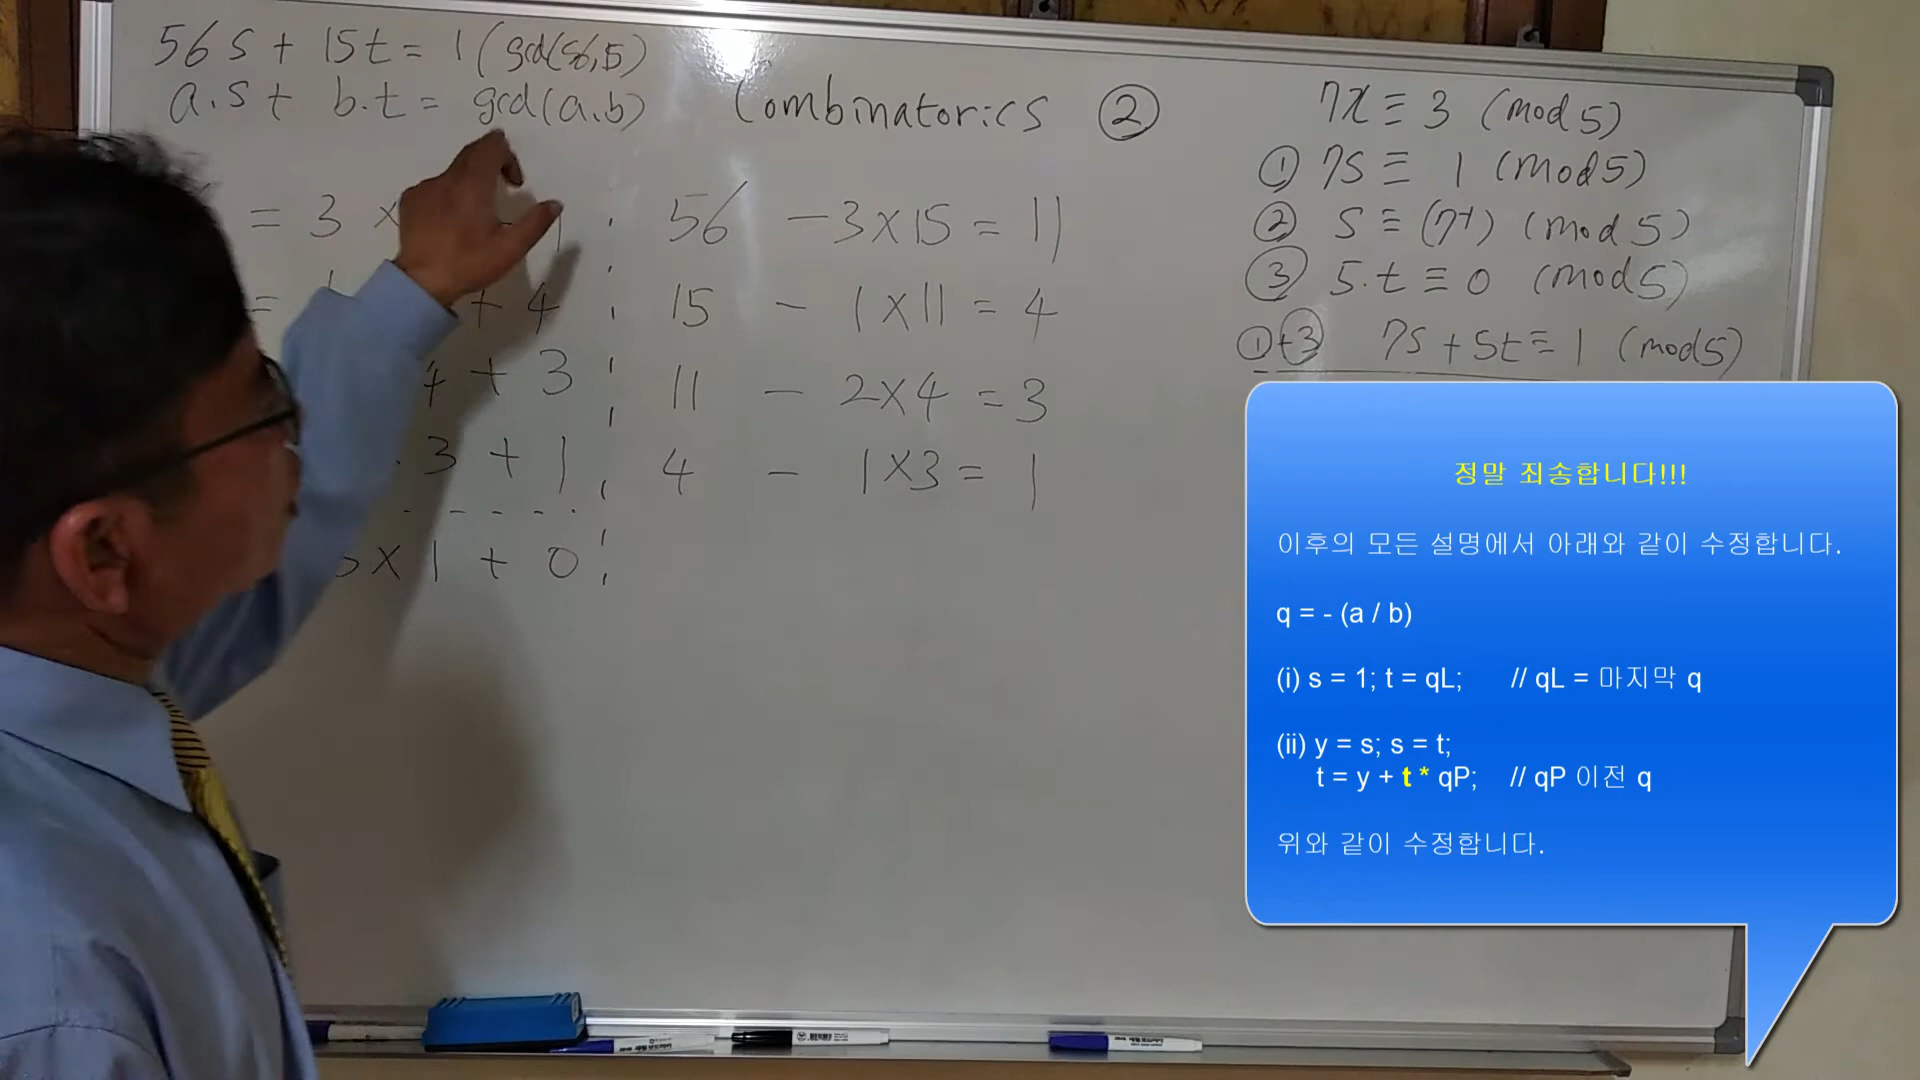 56 s + 15t = 1 (gcd(56,15)
a.s + b.t = gcd(a.b)
Combinatorics ②
= 3 ×
= + 4
4 + 3
. 3 + 1
× 1 + 0
56 - 3×15 = 11
15 - 1×11 = 4
11 - 2×4 = 3
4 - 1×3 = 1
7x ≡ 3 (mod 5)
① 7s ≡ 1 (mod 5)
② s ≡ (7⁻¹) (mod 5)
③ 5.t ≡ 0 (mod 5)
①+③ 7s + 5t ≡ 1 (mod 5)
정말 죄송합니다!!!
이후의 모든 설명에서 아래와 같이 수정합니다.
q = - (a / b)
(i) s = 1; t = qL; // qL = 마지막 q
(ii) y = s; s = t;
t = y + t * qP; // qP 이전 q
위와 같이 수정합니다.